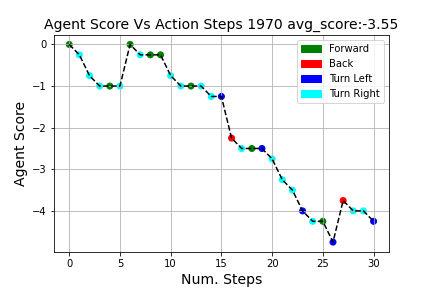 Agent Score Vs Action Steps 1970 avg_score:-3.55
Forward
Back
Turn Left
Turn Right
Agent Score
0
−1
−2
−3
−4
0 5 10 15 20 25 30
Num. Steps